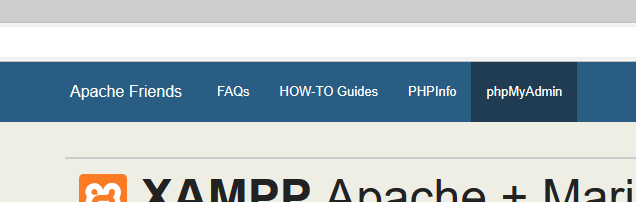 Apache Friends FAQs HOW-TO Guides PHPInfo phpMyAdmin
XAMPP Apache + Mari